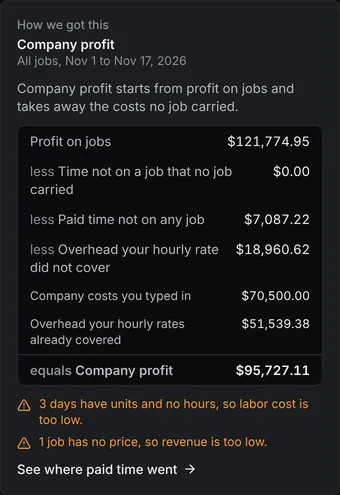 How we got this
Company profit
All jobs, Nov 1 to Nov 17, 2026
Company profit starts from profit on jobs and
takes away the costs no job carried.
Profit on jobs $121,774.95
less Time not on a job that no job $0.00
carried
less Paid time not on any job $7,087.22
less Overhead your hourly rate $18,960.62
did not cover
Company costs you typed in $70,500.00
Overhead your hourly rates $51,539.38
already covered
equals Company profit $95,727.11
3 days have units and no hours, so labor cost is
too low.
1 job has no price, so revenue is too low.
See where paid time went →